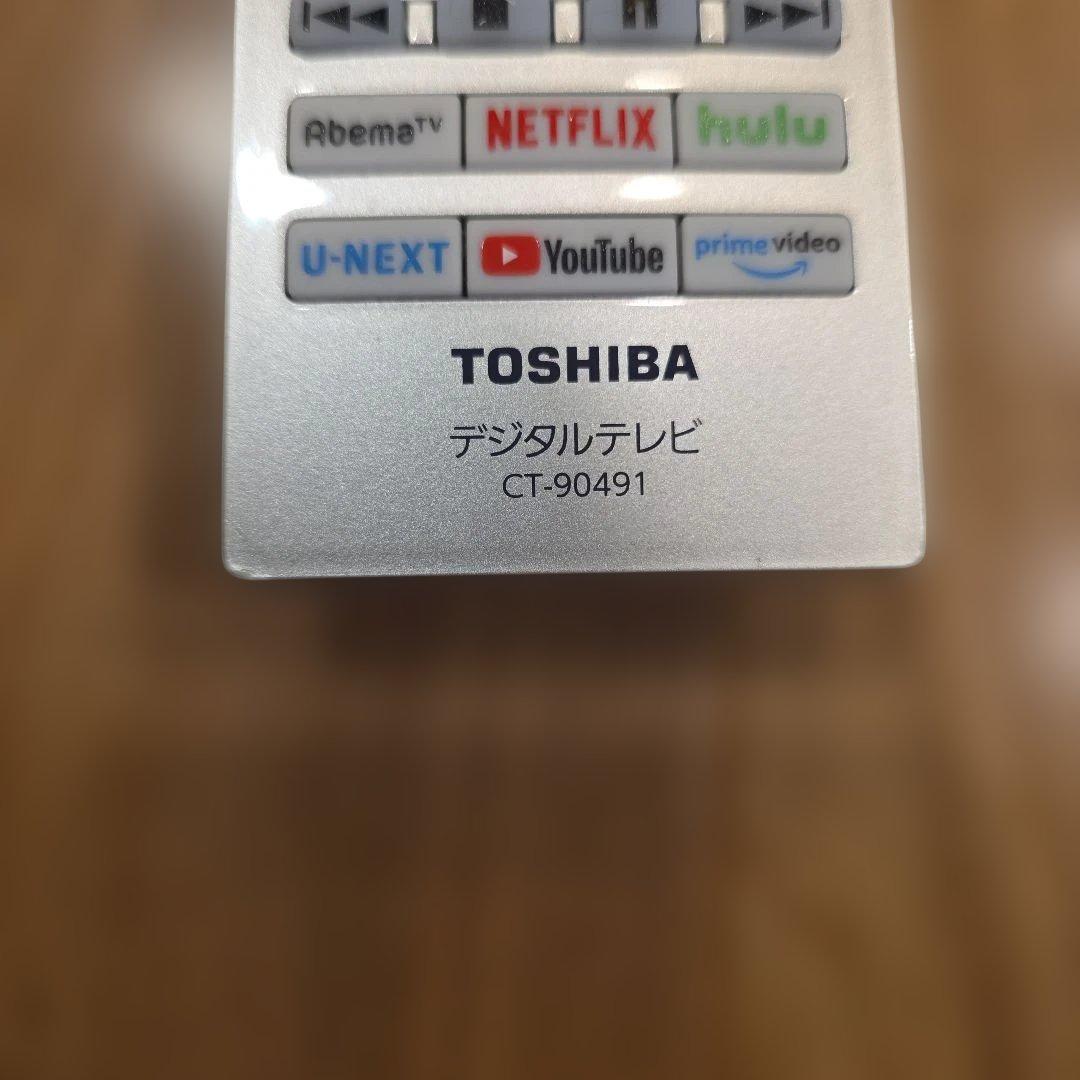 AbemaTV NETFLIX hulu
U-NEXT YouTube prime video
TOSHIBA
デジタルテレビ
CT-90491